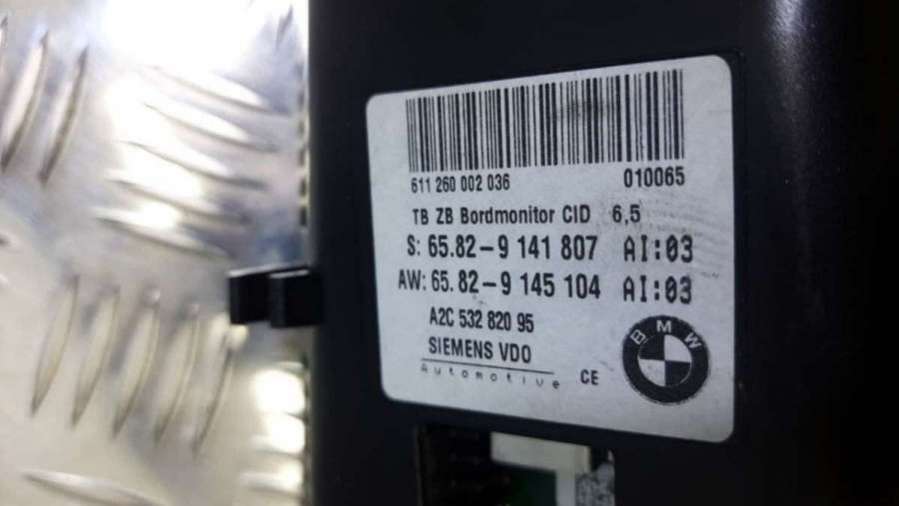 611 260 002 036 010065
TB ZB Bordmonitor CID 6,5
S: 65.82-9 141 807 AI:03
AW: 65.82-9 145 104 AI:03
A2C 532 820 95
SIEMENS VDO
Automotive CE
BMW